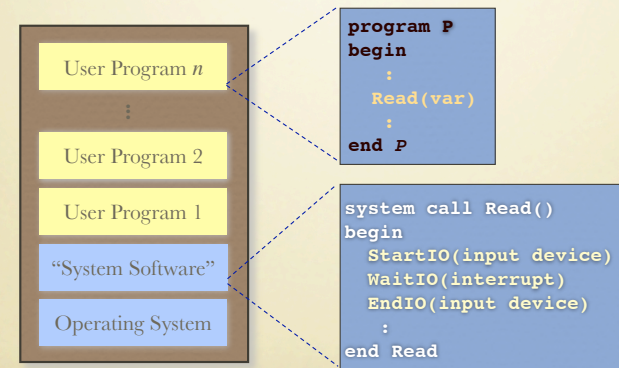 User Program n
⋮
User Program 2
User Program 1
“System Software”
Operating System
program P
begin
:
Read(var)
:
end P
system call Read()
begin
StartIO(input device)
WaitIO(interrupt)
EndIO(input device)
:
end Read